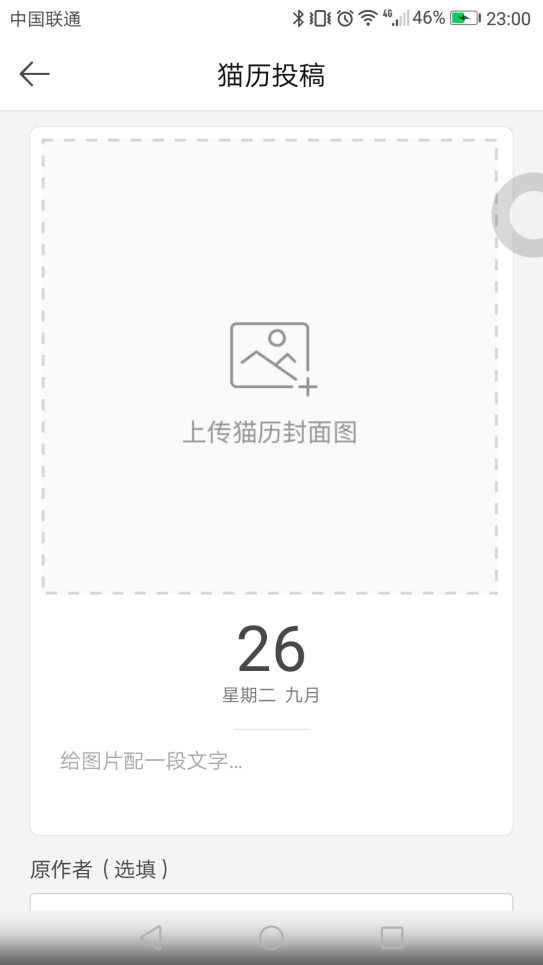 中国联通 4G 46% 23:00
猫历投稿
上传猫历封面图
26
星期二 九月
给图片配一段文字...
原作者（选填）